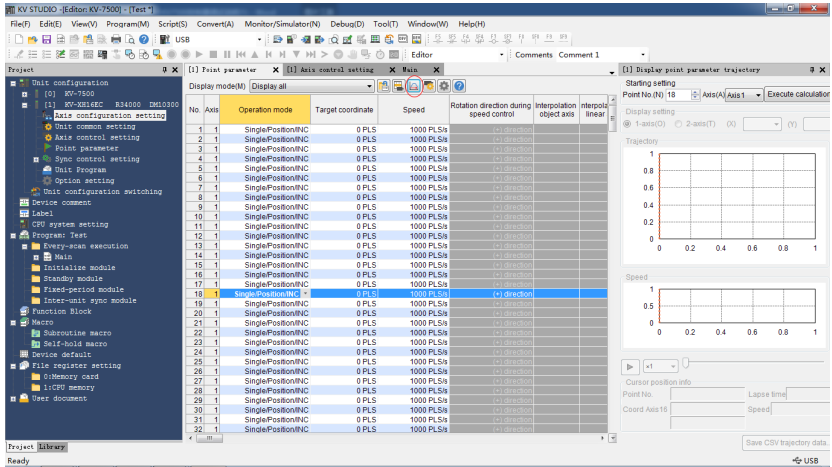 KV STUDIO -[Editor: KV-7500] - [Test *]
File(F) Edit(E) View(V) Program(M) Script(S) Convert(A) Monitor/Simulator(N) Debug(D) Tool(T) Window(W) Help(H)
USB
Editor Comments Comment 1
Project
Unit configuration
[0] KV-7500
[1] KV-XH16EC R34000 DM10300
Axis configuration setting
Unit common setting
Axis control setting
Point parameter
Sync control setting
Unit Program
Option setting
Unit configuration switching
Device comment
Label
CPU system setting
Program: Test
Every-scan execution
Main
Initialize module
Standby module
Fixed-period module
Inter-unit sync module
Function Block
Macro
Subroutine macro
Self-hold macro
Device default
File register setting
0:Memory card
1:CPU memory
User document
Project Library
Ready
[1] Point parameter [1] Axis control setting Main
Display mode(M) Display all
No. Axis Operation mode Target coordinate Speed Rotation direction during speed control Interpolation object axis nterpola linear
1 1 Single/Position/INC 0 PLS 1000 PLS/s (+) direction
2 1 Single/Position/INC 0 PLS 1000 PLS/s (+) direction
3 1 Single/Position/INC 0 PLS 1000 PLS/s (+) direction
4 1 Single/Position/INC 0 PLS 1000 PLS/s (+) direction
5 1 Single/Position/INC 0 PLS 1000 PLS/s (+) direction
6 1 Single/Position/INC 0 PLS 1000 PLS/s (+) direction
7 1 Single/Position/INC 0 PLS 1000 PLS/s (+) direction
8 1 Single/Position/INC 0 PLS 1000 PLS/s (+) direction
9 1 Single/Position/INC 0 PLS 1000 PLS/s (+) direction
10 1 Single/Position/INC 0 PLS 1000 PLS/s (+) direction
11 1 Single/Position/INC 0 PLS 1000 PLS/s (+) direction
12 1 Single/Position/INC 0 PLS 1000 PLS/s (+) direction
13 1 Single/Position/INC 0 PLS 1000 PLS/s (+) direction
14 1 Single/Position/INC 0 PLS 1000 PLS/s (+) direction
15 1 Single/Position/INC 0 PLS 1000 PLS/s (+) direction
16 1 Single/Position/INC 0 PLS 1000 PLS/s (+) direction
17 1 Single/Position/INC 0 PLS 1000 PLS/s (+) direction
18 1 Single/Position/INC 0 PLS 1000 PLS/s (+) direction
19 1 Single/Position/INC 0 PLS 1000 PLS/s (+) direction
20 1 Single/Position/INC 0 PLS 1000 PLS/s (+) direction
21 1 Single/Position/INC 0 PLS 1000 PLS/s (+) direction
22 1 Single/Position/INC 0 PLS 1000 PLS/s (+) direction
23 1 Single/Position/INC 0 PLS 1000 PLS/s (+) direction
24 1 Single/Position/INC 0 PLS 1000 PLS/s (+) direction
25 1 Single/Position/INC 0 PLS 1000 PLS/s (+) direction
26 1 Single/Position/INC 0 PLS 1000 PLS/s (+) direction
27 1 Single/Position/INC 0 PLS 1000 PLS/s (+) direction
28 1 Single/Position/INC 0 PLS 1000 PLS/s (+) direction
29 1 Single/Position/INC 0 PLS 1000 PLS/s (+) direction
30 1 Single/Position/INC 0 PLS 1000 PLS/s (+) direction
31 1 Single/Position/INC 0 PLS 1000 PLS/s (+) direction
32 1 Single/Position/INC 0 PLS 1000 PLS/s (+) direction
[1] Display point parameter trajectory
Starting setting
Point No.(N) 18 Axis(A) Axis1 Execute calculation
Display setting
1-axis(O) 2-axis(T) (X) (Y)
Trajectory
1
0.8
0.6
0.4
0.2
0
0.2 0.4 0.6 0.8 1
Speed
1
0.5
0
0.2 0.4 0.6 0.8 1
×1
Cursor position info
Point No. Lapse time
Coord Axis16 Speed
Save CSV trajectory data..
USB